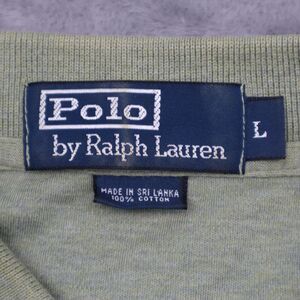 Polo
by Ralph Lauren
L
MADE IN SRI LANKA
100% COTTON